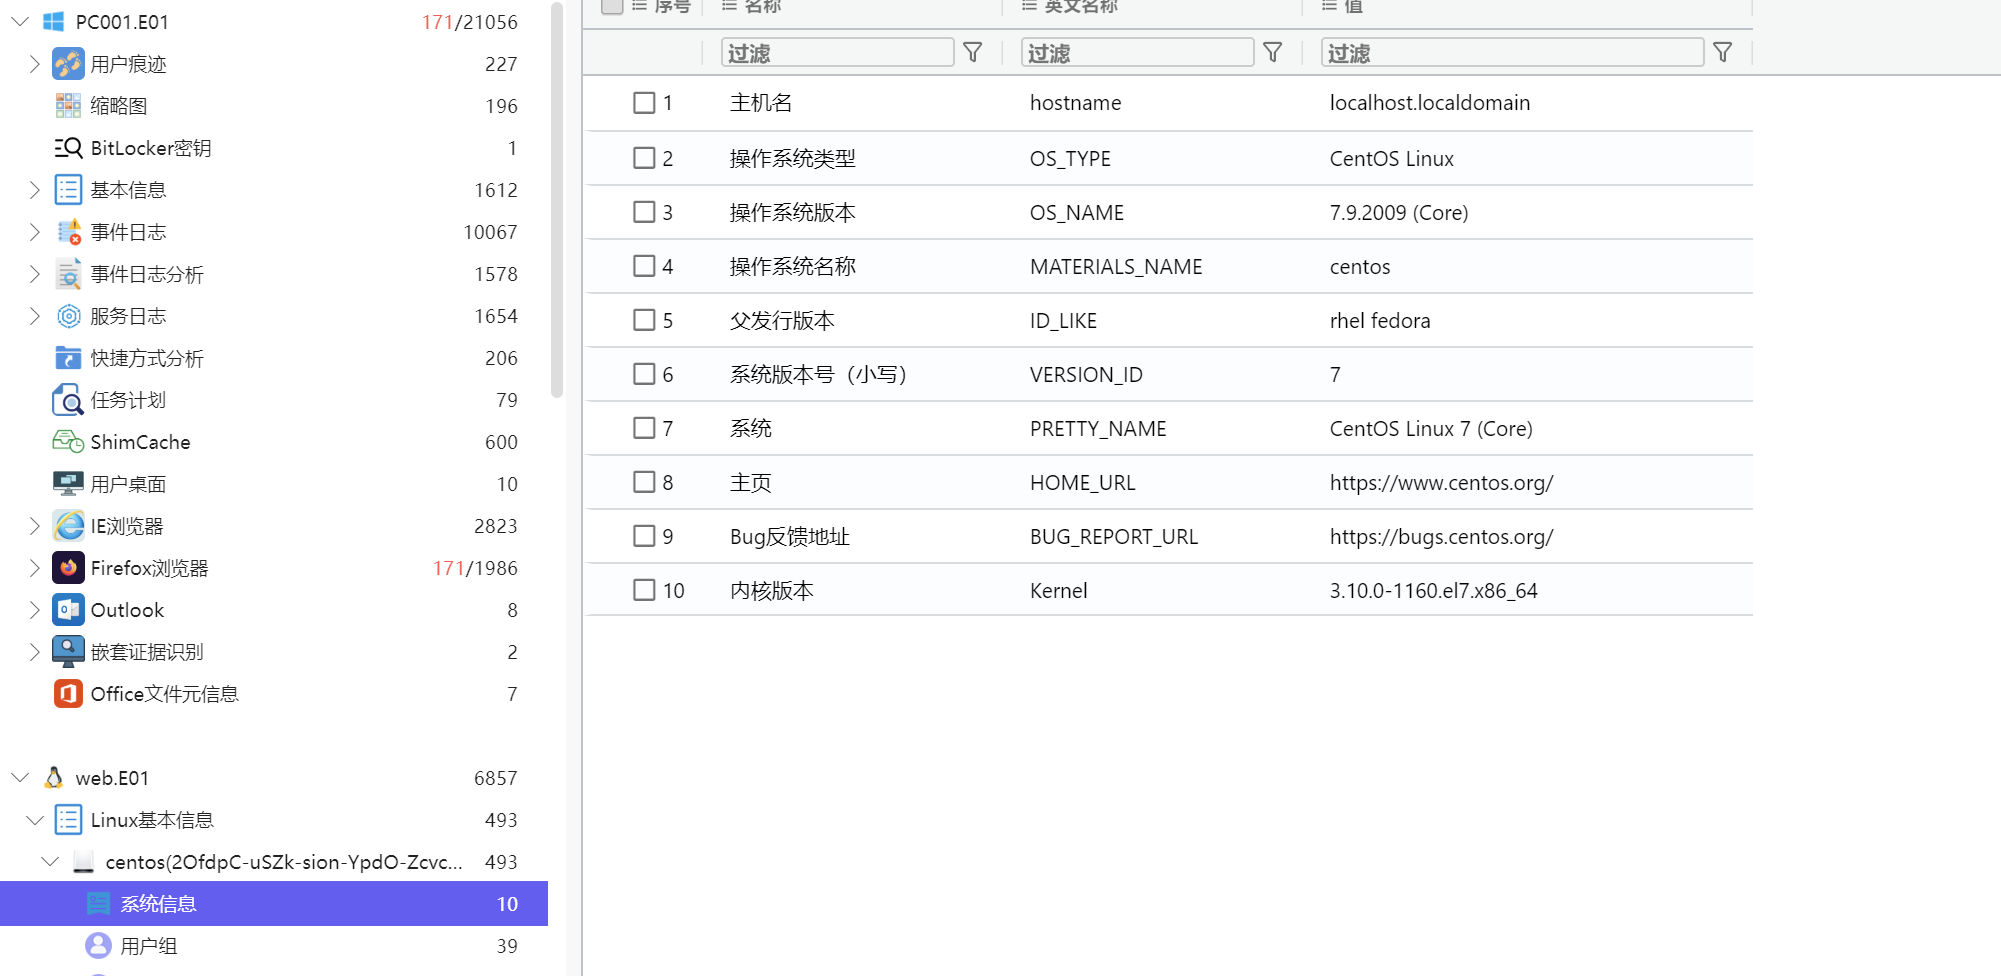 PC001.E01 171/21056
用户痕迹 227
缩略图 196
BitLocker密钥 1
基本信息 1612
事件日志 10067
事件日志分析 1578
服务日志 1654
快捷方式分析 206
任务计划 79
ShimCache 600
用户桌面 10
IE浏览器 2823
Firefox浏览器 171/1986
Outlook 8
嵌套证据识别 2
Office文件元信息 7
web.E01 6857
Linux基本信息 493
centos(2OfdpC-uSZk-sion-YpdO-Zcvc... 493
系统信息 10
用户组 39
序号 名称 英文名称 值
过滤 过滤 过滤
1 主机名 hostname localhost.localdomain
2 操作系统类型 OS_TYPE CentOS Linux
3 操作系统版本 OS_NAME 7.9.2009 (Core)
4 操作系统名称 MATERIALS_NAME centos
5 父发行版本 ID_LIKE rhel fedora
6 系统版本号（小写） VERSION_ID 7
7 系统 PRETTY_NAME CentOS Linux 7 (Core)
8 主页 HOME_URL https://www.centos.org/
9 Bug反馈地址 BUG_REPORT_URL https://bugs.centos.org/
10 内核版本 Kernel 3.10.0-1160.el7.x86_64